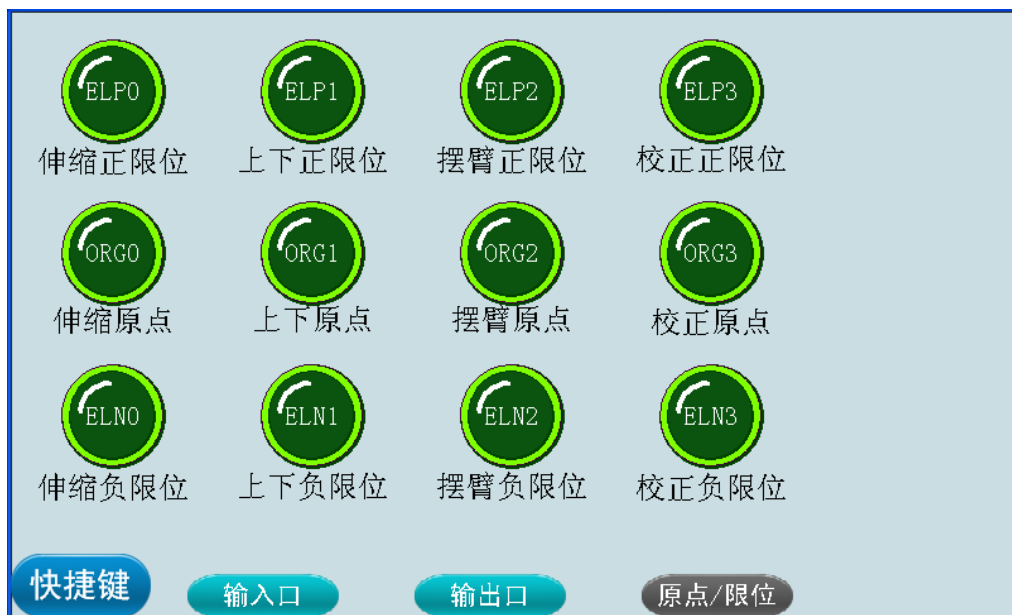 ELP0 ELP1 ELP2 ELP3
伸缩正限位 上下正限位 摆臂正限位 校正正限位
ORG0 ORG1 ORG2 ORG3
伸缩原点 上下原点 摆臂原点 校正原点
ELN0 ELN1 ELN2 ELN3
伸缩负限位 上下负限位 摆臂负限位 校正负限位
快捷键 输入口 输出口 原点/限位